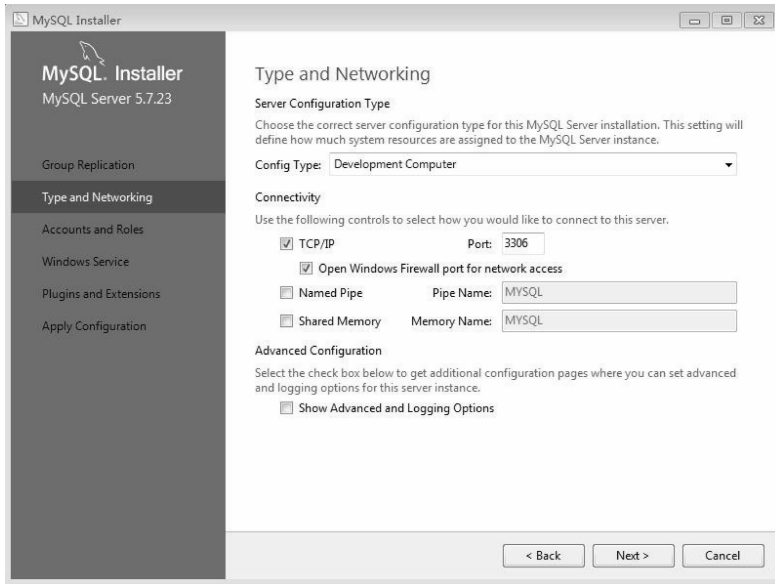 MySQL Installer
MySQL. Installer
MySQL Server 5.7.23
Group Replication
Type and Networking
Accounts and Roles
Windows Service
Plugins and Extensions
Apply Configuration
Type and Networking
Server Configuration Type
Choose the correct server configuration type for this MySQL Server installation. This setting will
define how much system resources are assigned to the MySQL Server instance.
Config Type: Development Computer
Connectivity
Use the following controls to select how you would like to connect to this server.
TCP/IP Port: 3306
Open Windows Firewall port for network access
Named Pipe Pipe Name: MYSQL
Shared Memory Memory Name: MYSQL
Advanced Configuration
Select the check box below to get additional configuration pages where you can set advanced
and logging options for this server instance.
Show Advanced and Logging Options
< Back Next > Cancel